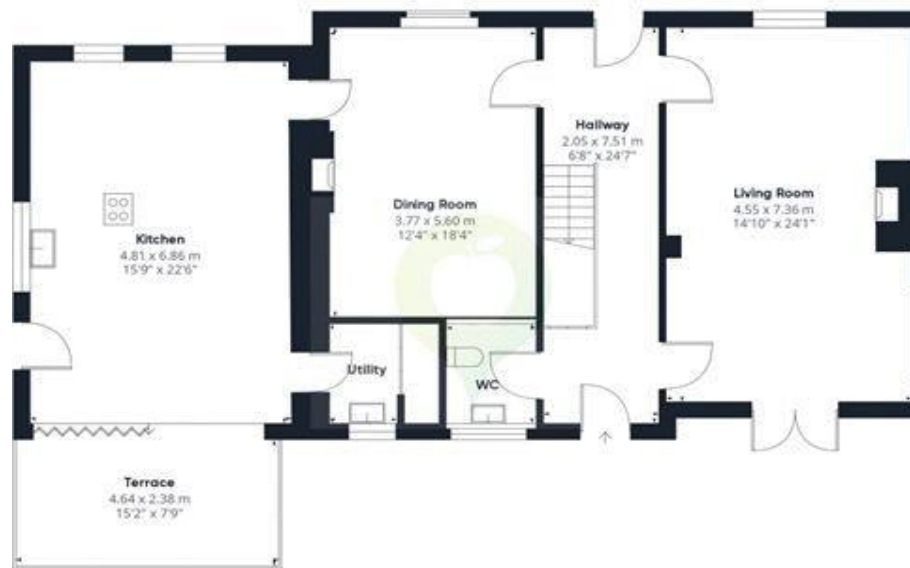 Hallway
2.05 x 7.51 m
6'8" x 24'7"
Living Room
4.55 x 7.36 m
14'10" x 24'1"
Dining Room
3.77 x 5.60 m
12'4" x 18'4"
Kitchen
4.81 x 6.86 m
15'9" x 22'6"
Utility
WC
Terrace
4.64 x 2.38 m
15'2" x 7'9"